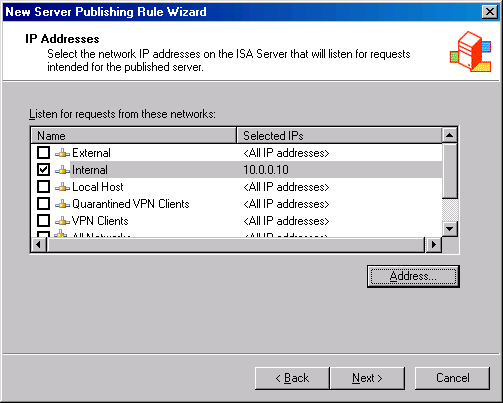 New Server Publishing Rule Wizard
IP Addresses
Select the network IP addresses on the ISA Server that will listen for requests
intended for the published server.
Listen for requests from these networks:
Name Selected IPs
External <All IP addresses>
Internal 10.0.0.10
Local Host <All IP addresses>
Quarantined VPN Clients <All IP addresses>
VPN Clients <All IP addresses>
All Networks <All IP addresses>
Address...
< Back Next > Cancel